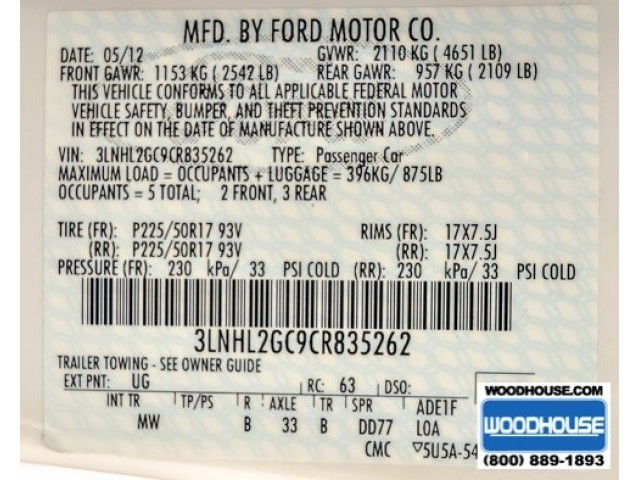 MFD. BY FORD MOTOR CO.
DATE: 05/12 GVWR: 2110 KG ( 4651 LB)
FRONT GAWR: 1153 KG ( 2542 LB) REAR GAWR: 957 KG ( 2109 LB)
THIS VEHICLE CONFORMS TO ALL APPLICABLE FEDERAL MOTOR
VEHICLE SAFETY, BUMPER, AND THEFT PREVENTION STANDARDS
IN EFFECT ON THE DATE OF MANUFACTURE SHOWN ABOVE.
VIN: 3LNHL2GC9CR835262 TYPE: Passenger Car
MAXIMUM LOAD = OCCUPANTS + LUGGAGE = 396KG/ 875LB
OCCUPANTS = 5 TOTAL; 2 FRONT, 3 REAR
TIRE (FR): P225/50R17 93V RIMS (FR): 17X7.5J
(RR): P225/50R17 93V (RR): 17X7.5J
PRESSURE (FR): 230 kPa/ 33 PSI COLD (RR): 230 kPa/ 33 PSI COLD
3LNHL2GC9CR835262
TRAILER TOWING - SEE OWNER GUIDE
EXT PNT: UG RC: 63 DSO:
INT TR TP/PS R AXLE TR SPR ADE1F
MW B 33 B DD77 LOA
CMC ▽5U5A-54
WOODHOUSE.COM
WOODHOUSE
(800) 889-1893